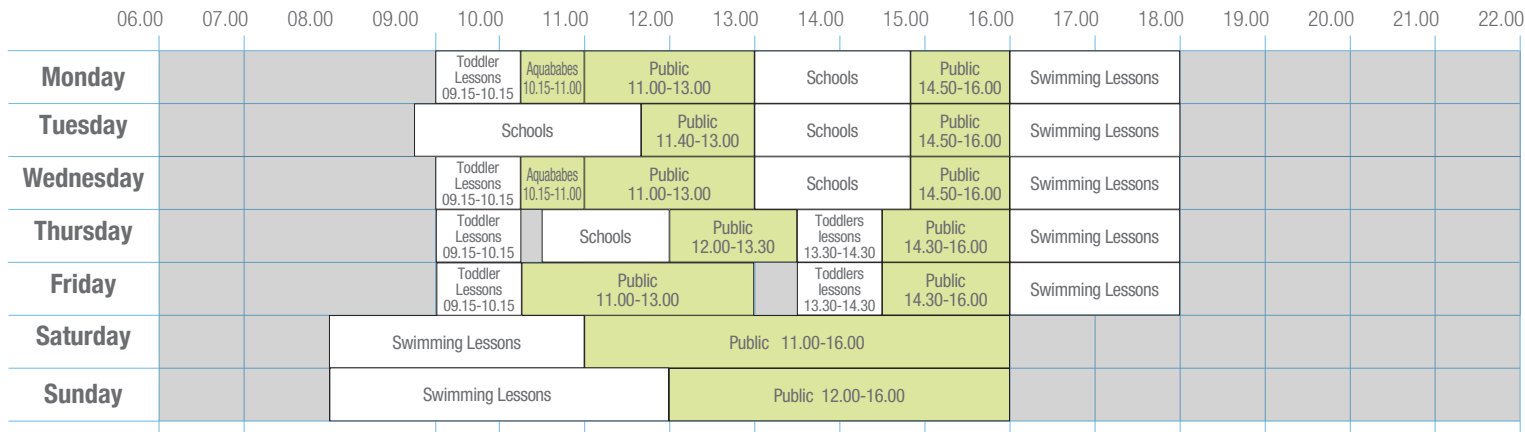 06.00 07.00 08.00 09.00 10.00 11.00 12.00 13.00 14.00 15.00 16.00 17.00 18.00 19.00 20.00 21.00 22.00
Monday
Toddler
Lessons
09.15-10.15
Aquababes
10.15-11.00
Public
11.00-13.00
Schools
Public
14.50-16.00
Swimming Lessons
Tuesday
Schools
Public
11.40-13.00
Schools
Public
14.50-16.00
Swimming Lessons
Wednesday
Toddler
Lessons
09.15-10.15
Aquababes
10.15-11.00
Public
11.00-13.00
Schools
Public
14.50-16.00
Swimming Lessons
Thursday
Toddler
Lessons
09.15-10.15
Schools
Public
12.00-13.30
Toddlers
lessons
13.30-14.30
Public
14.30-16.00
Swimming Lessons
Friday
Toddler
Lessons
09.15-10.15
Public
11.00-13.00
Toddlers
lessons
13.30-14.30
Public
14.30-16.00
Swimming Lessons
Saturday
Swimming Lessons
Public 11.00-16.00
Sunday
Swimming Lessons
Public 12.00-16.00